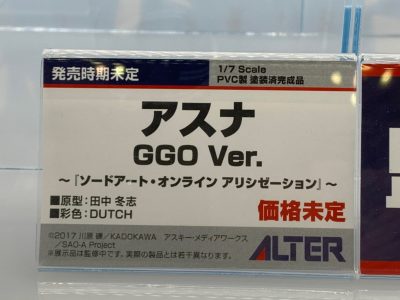 発売時期未定
1/7 Scale
PVC製 塗装済完成品
アスナ
GGO Ver.
～『ソードアート・オンライン アリシゼーション』～
■原型：田中 冬志
■彩色：DUTCH
価格未定
©2017 川原 礫/KADOKAWA アスキー・メディアワークス
/SAO-A Project
※展示品は監修中です。実際の製品とは若干異なります。
ALTER